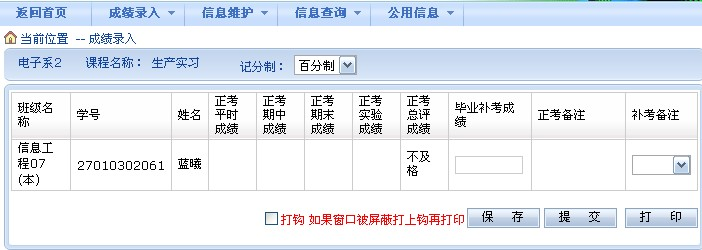 返回首页 成绩录入 信息维护 信息查询 公用信息
当前位置 -- 成绩录入
电子系2 课程名称： 生产实习 记分制： 百分制
班级名称 学号 姓名 正考平时成绩 正考期中成绩 正考期末成绩 正考实验成绩 正考总评成绩 毕业补考成绩 正考备注 补考备注
信息工程07(本) 27010302061 蓝曦 不及格
打钩 如果窗口被屏蔽打上钩再打印 保 存 提 交 打 印